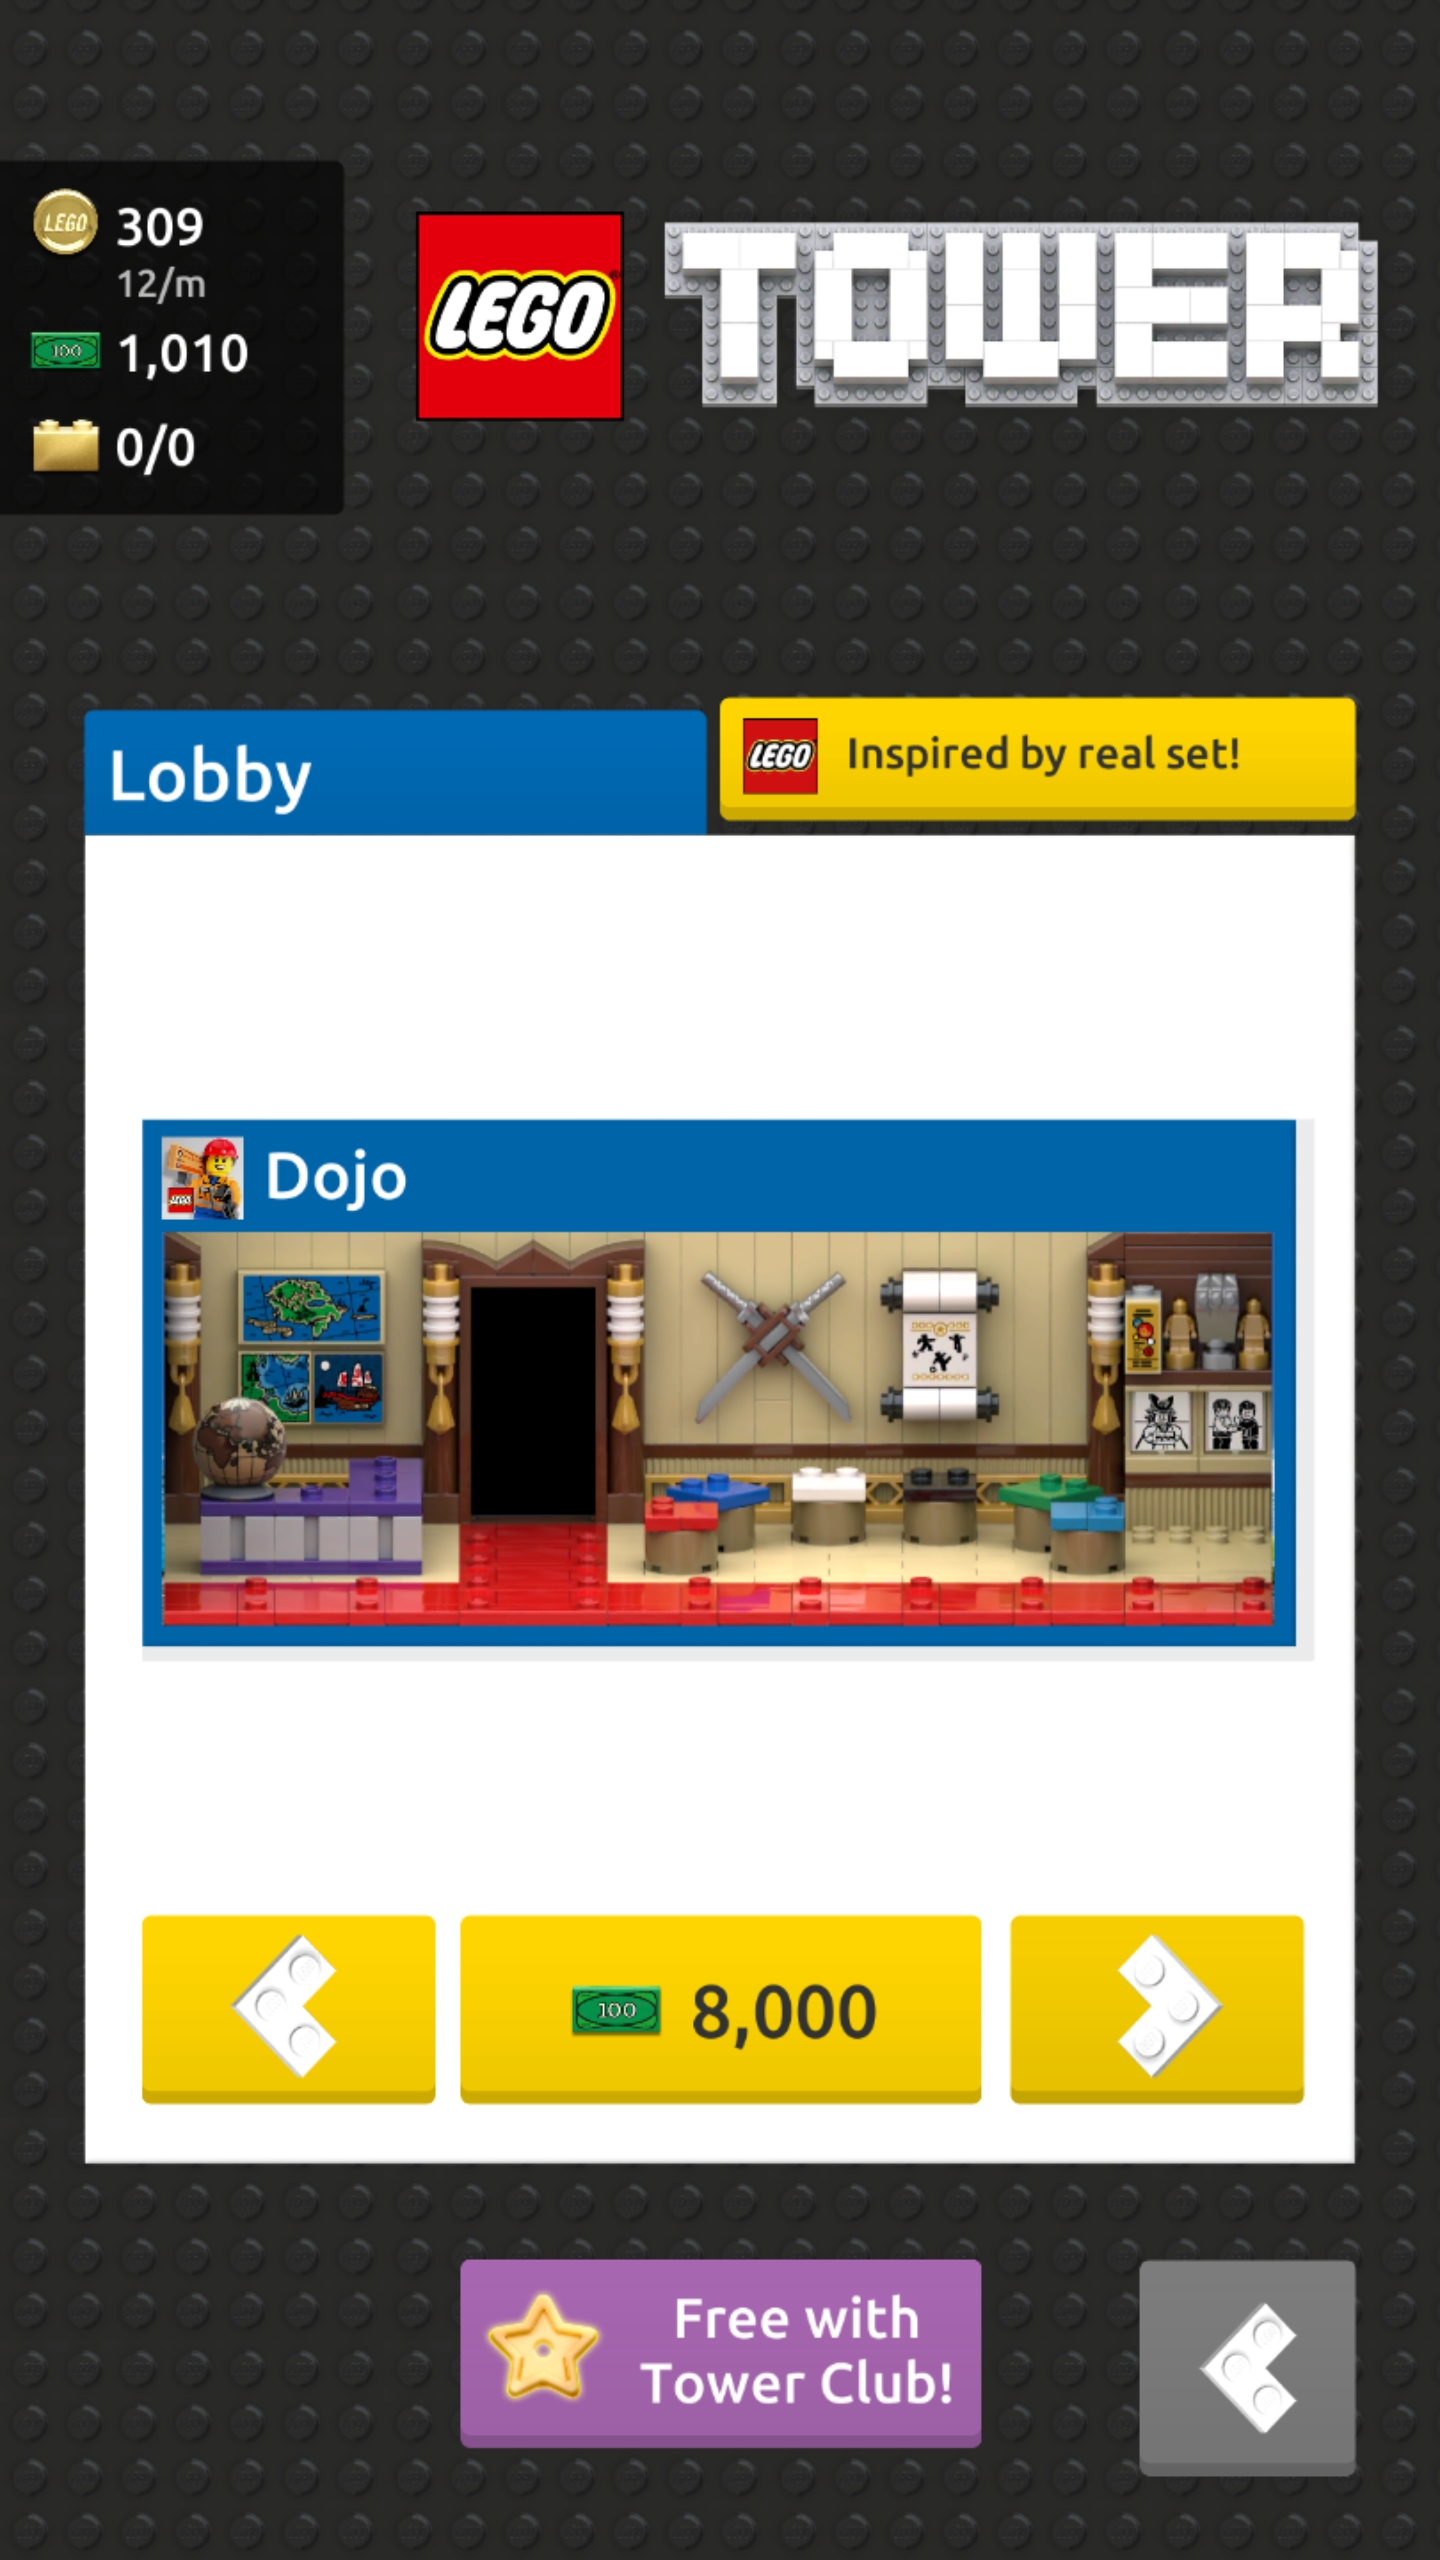 LEGO
309
12/m
100
1,010
0/0
LEGO
TOWER
Lobby
LEGO
Inspired by real set!
LEGO
Dojo
100
8,000
Free with
Tower Club!